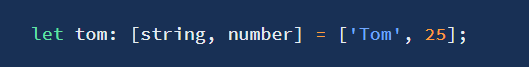 let tom: [string, number] = ['Tom', 25];